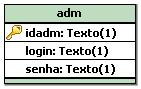 adm
idadm: Texto(1)
login: Texto(1)
senha: Texto(1)